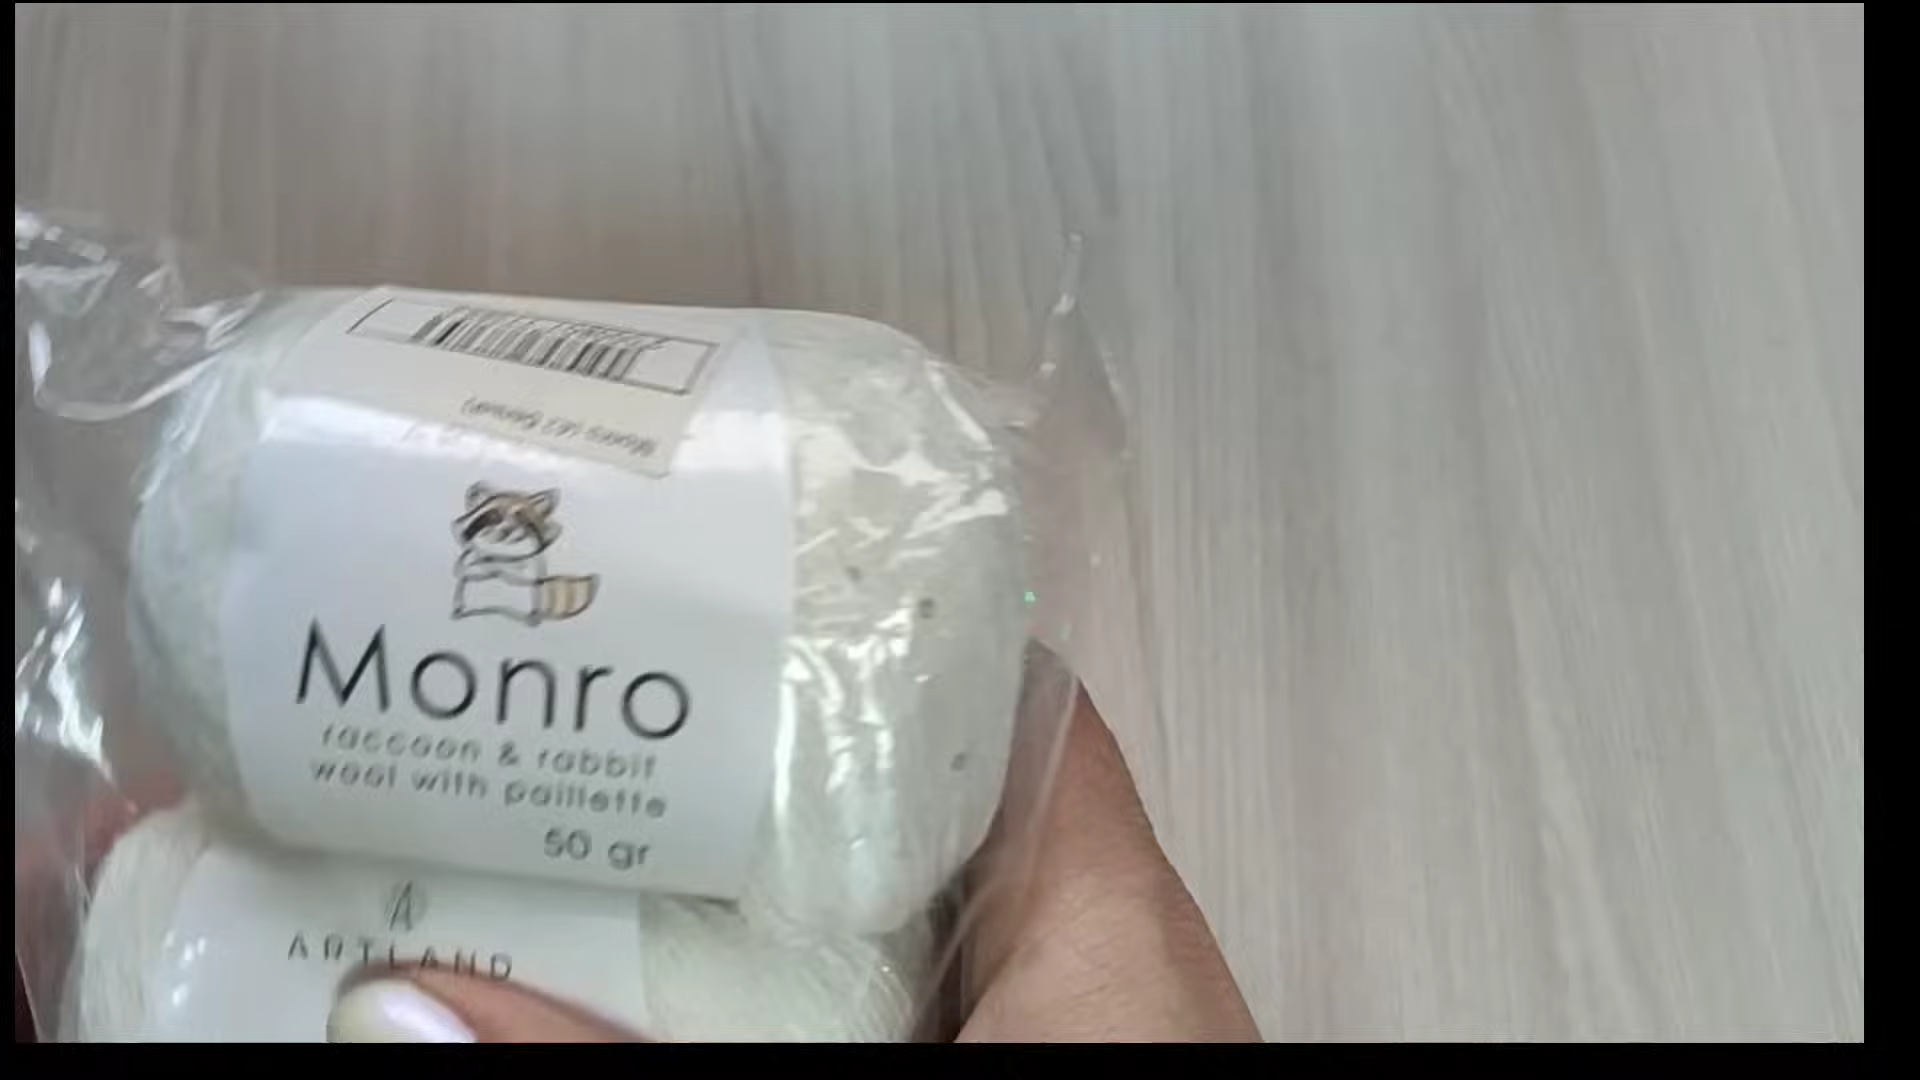 Monro
raccoon & rabbit
wool with paillette
50 gr
A
ARTLAND